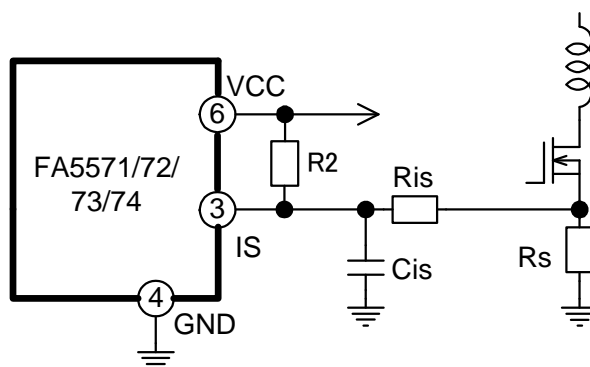 VCC
6
FA5571/72/
73/74
R2
Ris
3
IS
Cis
Rs
4
GND